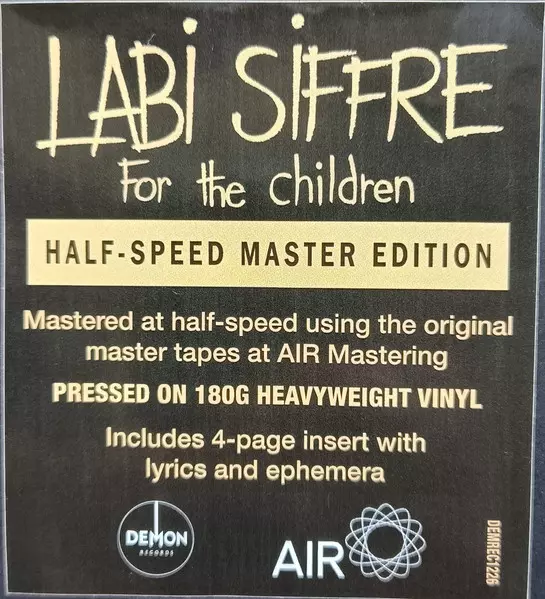 LABi SiFFRE
For the children
HALF-SPEED MASTER EDITION
Mastered at half-speed using the original
master tapes at AIR Mastering
PRESSED ON 180G HEAVYWEIGHT VINYL
Includes 4-page insert with
lyrics and ephemera
DEMON
RECORDS
AIR
DEMREC1226